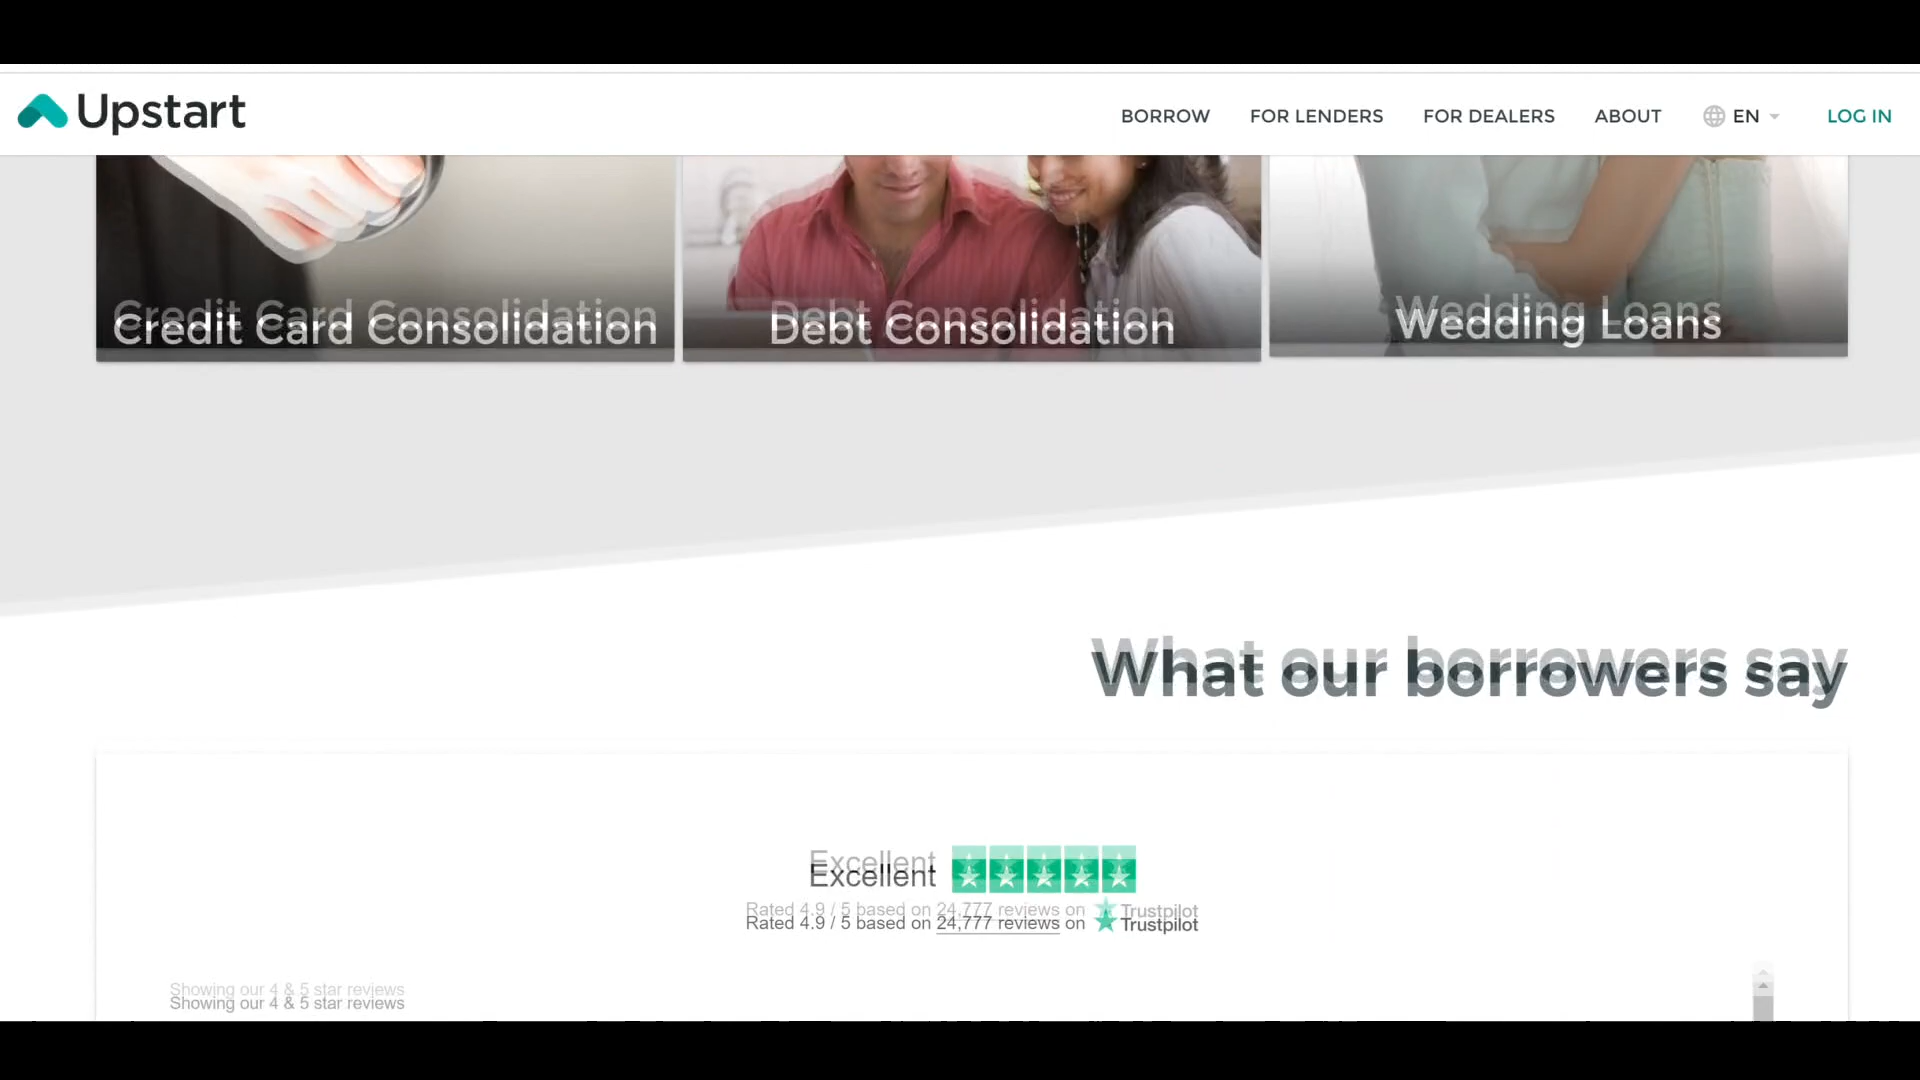 Upstart
BORROW FOR LENDERS FOR DEALERS ABOUT EN LOG IN
Credit Card Consolidation
Debt Consolidation
Wedding Loans
What our borrowers say
Excellent
Rated 4.9 / 5 based on 24,777 reviews on Trustpilot
Showing our 4 & 5 star reviews